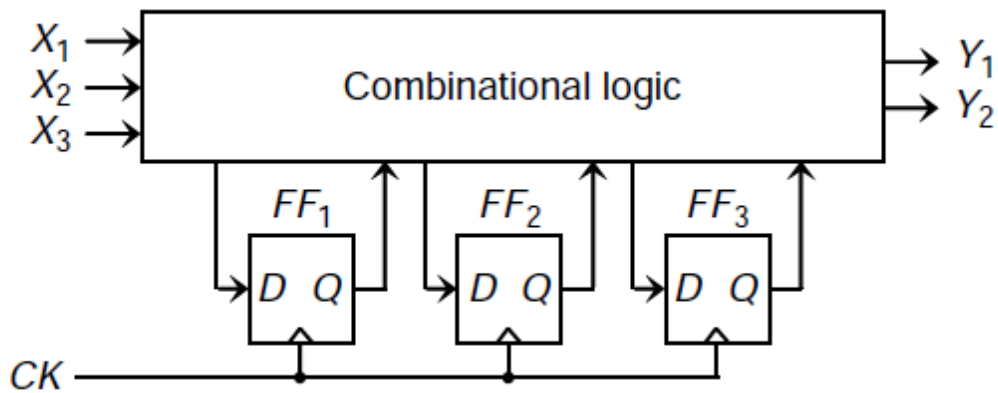 X1
X2
X3
Combinational logic
Y1
Y2
FF1 FF2 FF3
D Q D Q D Q
CK